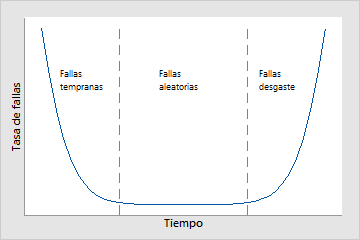 Fallas
tempranas
Fallas
aleatorias
Fallas
desgaste
Tasa de fallas
Tiempo